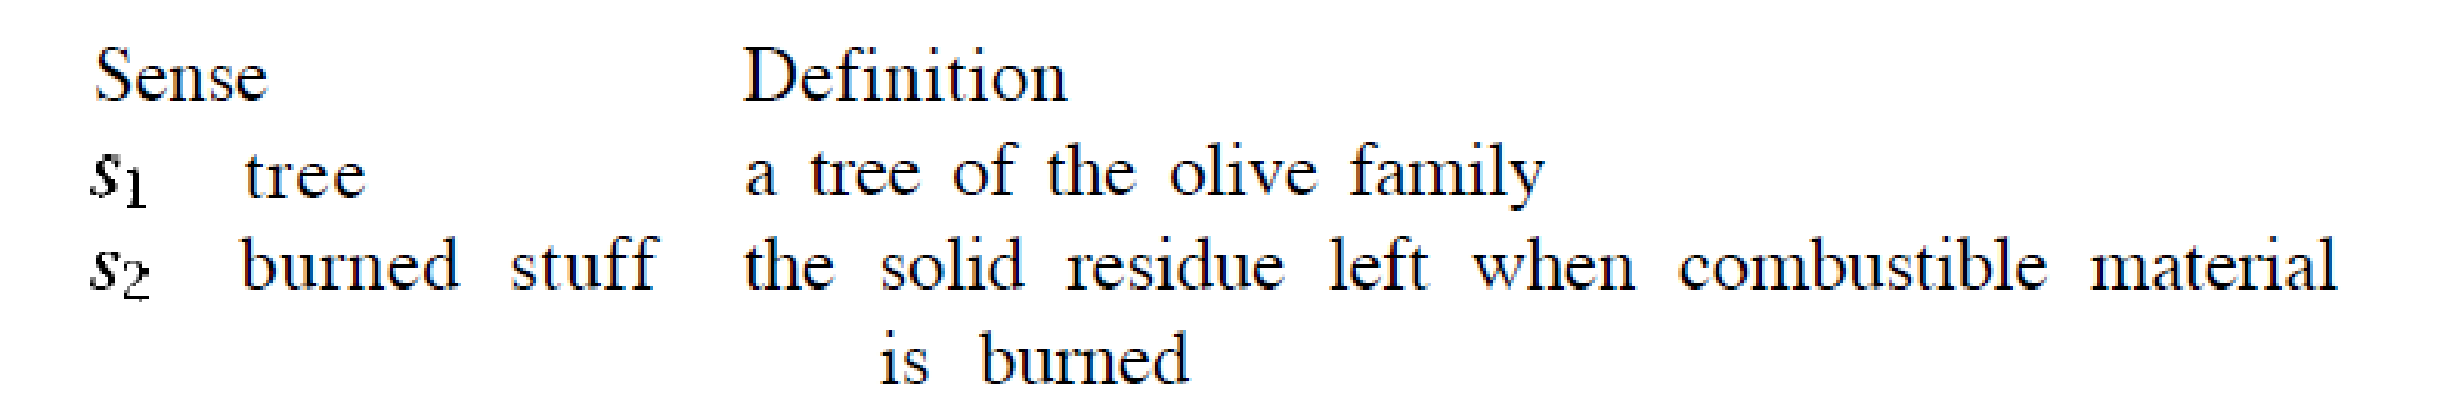 Sense Definition
s1 tree a tree of the olive family
s2 burned stuff the solid residue left when combustible material
is burned